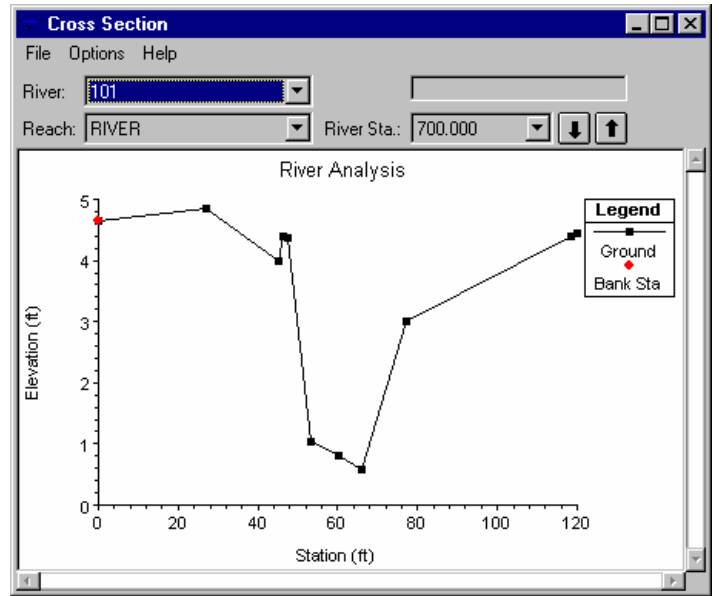 Cross Section
File Options Help
River: 101
Reach: RIVER River Sta.: 700.000
River Analysis
5
4
3
2
1
0
Elevation (ft)
0 20 40 60 80 100 120
Station (ft)
Legend
Ground
Bank Sta